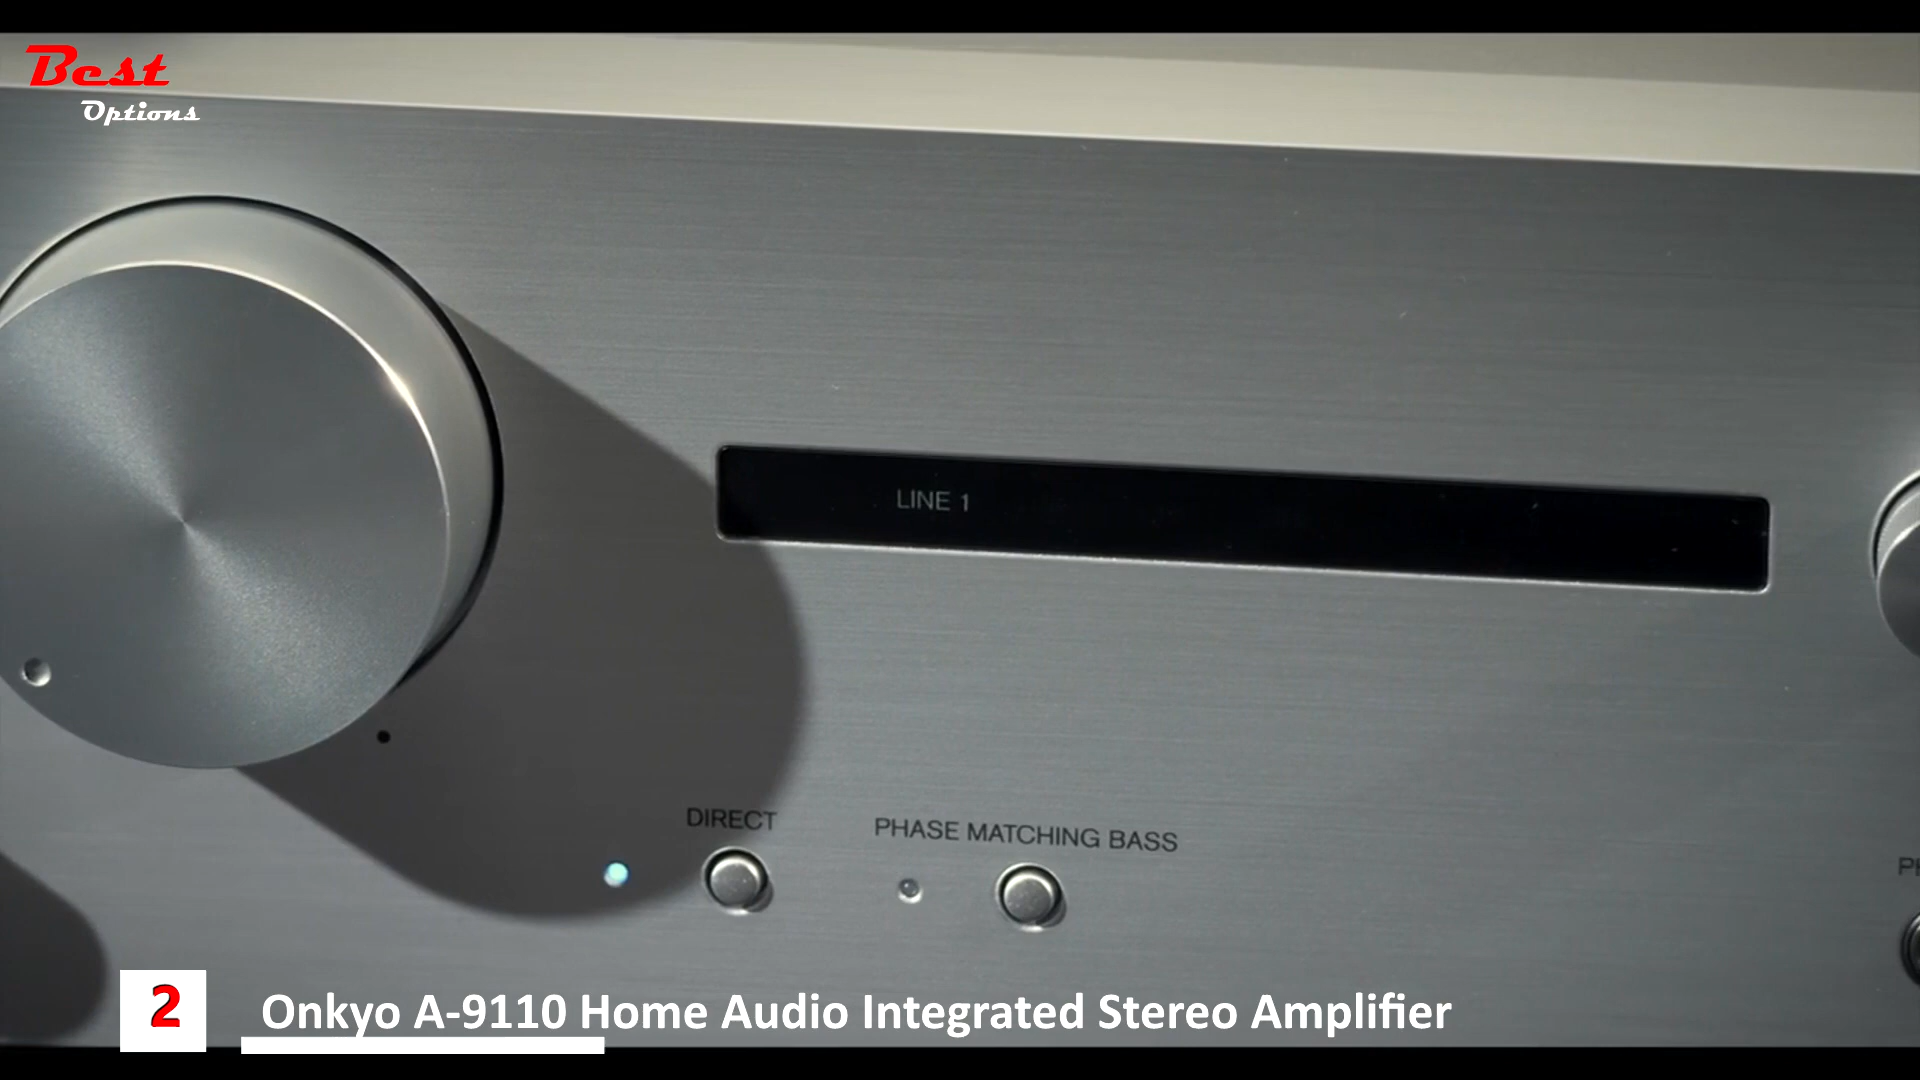 Best
Options
LINE 1
DIRECT
PHASE MATCHING BASS
2
Onkyo A-9110 Home Audio Integrated Stereo Amplifier